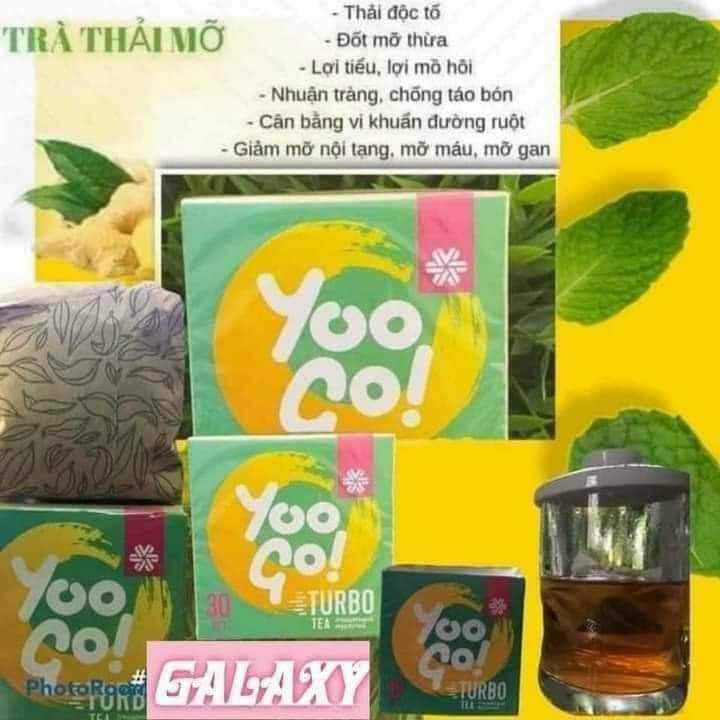 TRÀ THẢI MỠ
- Thải độc tố
- Đốt mỡ thừa
- Lợi tiểu, lợi mồ hôi
- Nhuận tràng, chống táo bón
- Cân bằng vi khuẩn đường ruột
- Giảm mỡ nội tạng, mỡ máu, mỡ gan
Yoo
Go!
Yoo
Go!
30
TURBO
TEA
Yoo
Go!
TURBO
TEA
Yoo
Go!
TURBO
TEA
PhotoRoom
#GALAXY